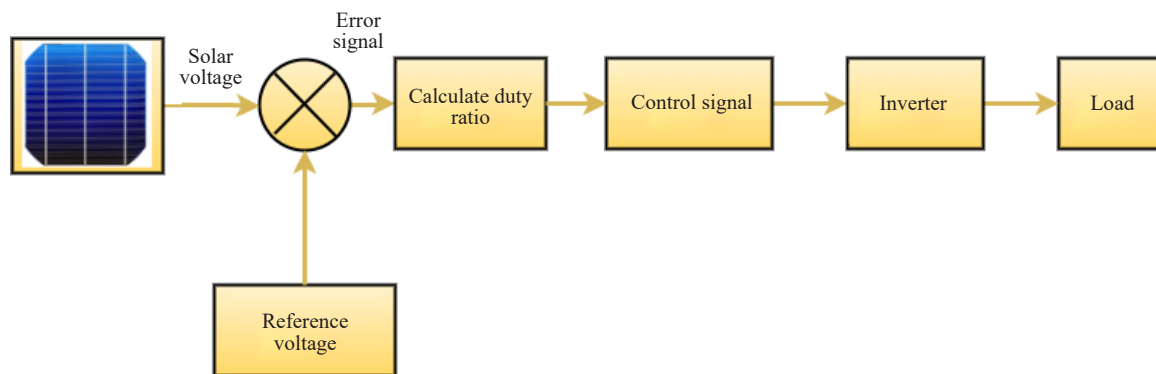 Solar
voltage
Error
signal
Calculate duty
ratio
Control signal
Inverter
Load
Reference
voltage